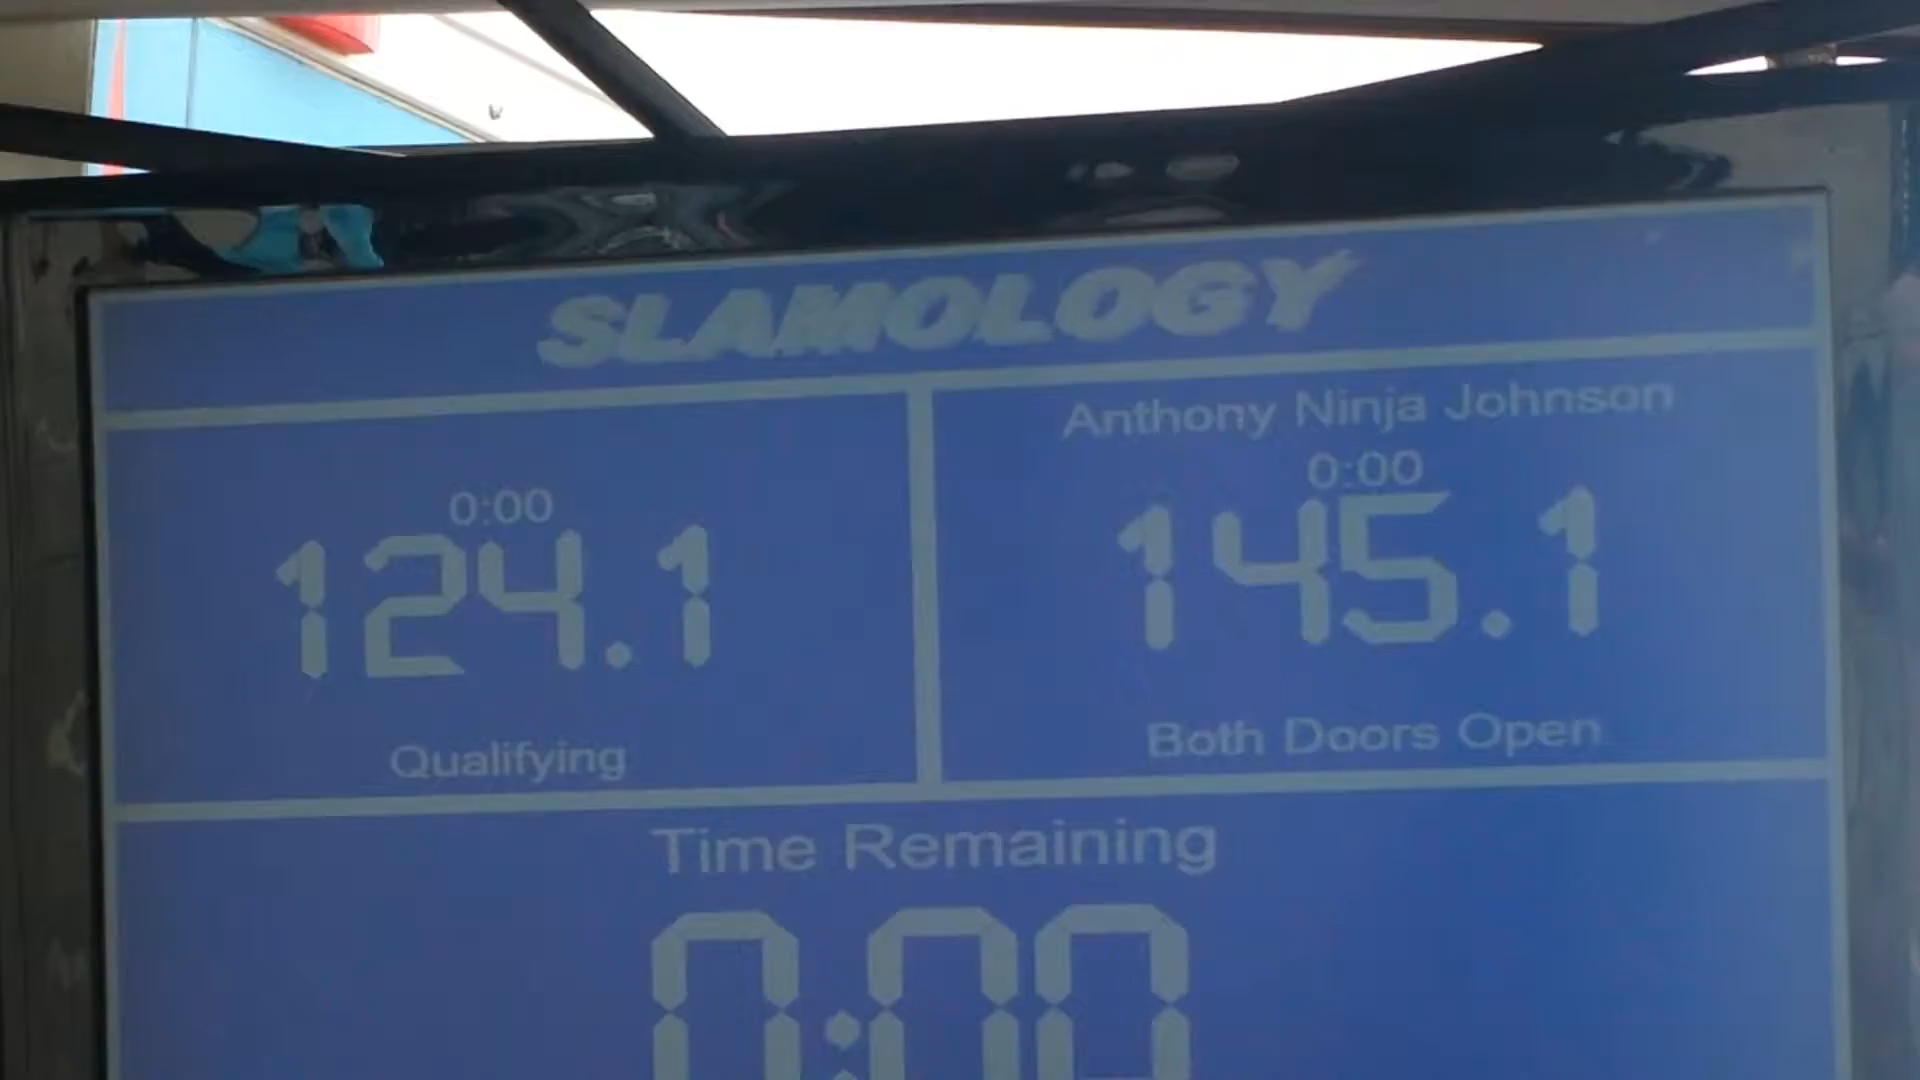 SLAMOLOGY
0:00
124.1
Qualifying
Anthony Ninja Johnson
0:00
145.1
Both Doors Open
Time Remaining
0:00